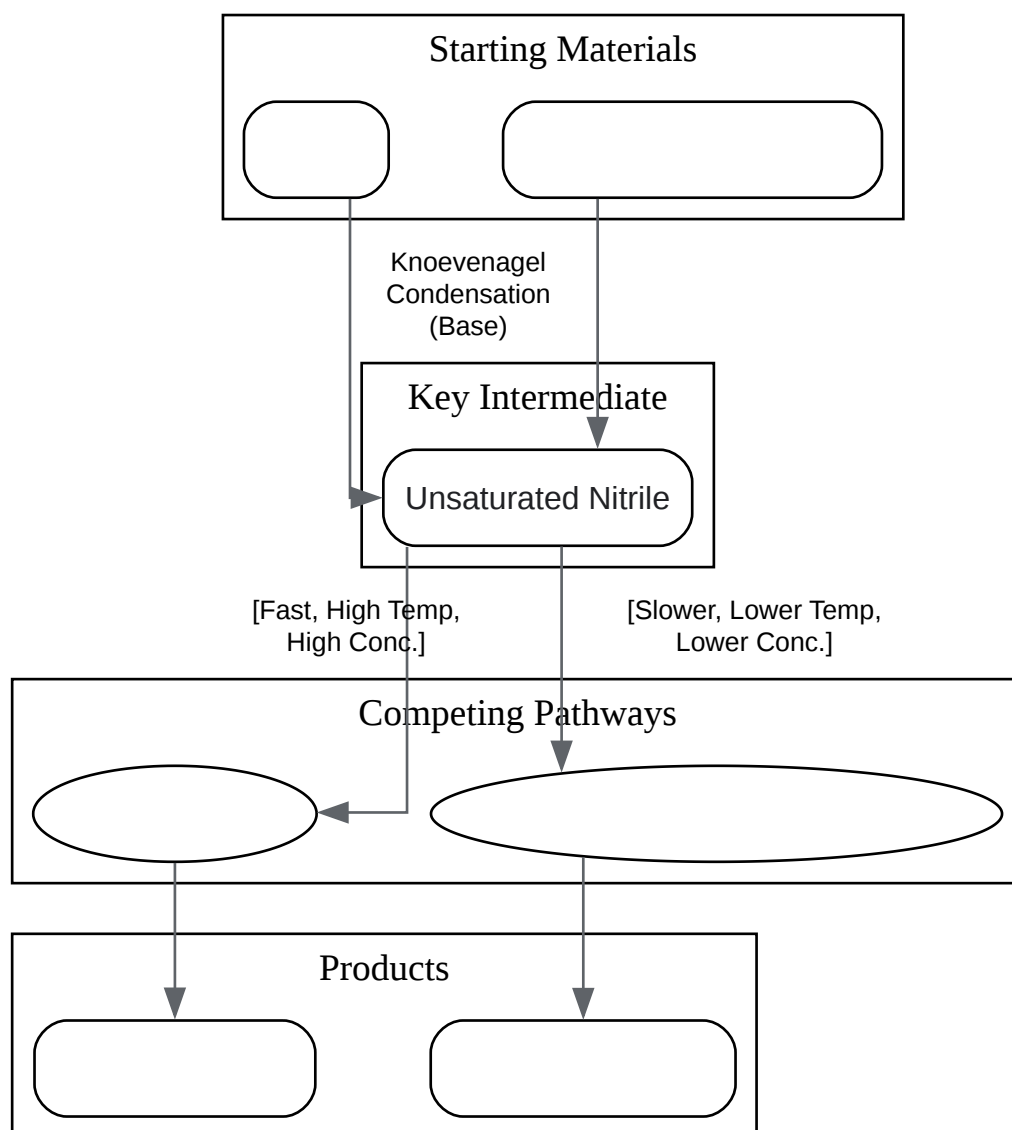 Starting Materials
Knoevenagel
Condensation
(Base)
Key Intermediate
Unsaturated Nitrile
[Fast, High Temp,
High Conc.]
[Slower, Lower Temp,
Lower Conc.]
Competing Pathways
Products